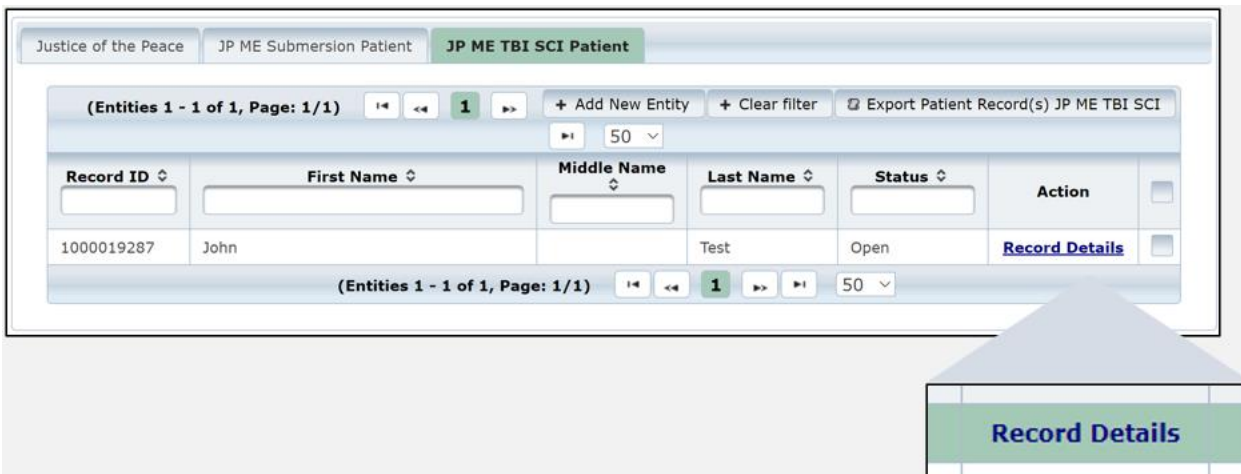 Justice of the Peace JP ME Submersion Patient JP ME TBI SCI Patient
(Entities 1 - 1 of 1, Page: 1/1) 1 + Add New Entity + Clear filter Export Patient Record(s) JP ME TBI SCI
50
Record ID First Name Middle Name Last Name Status Action
1000019287 John Test Open Record Details
(Entities 1 - 1 of 1, Page: 1/1) 1 50
Record Details